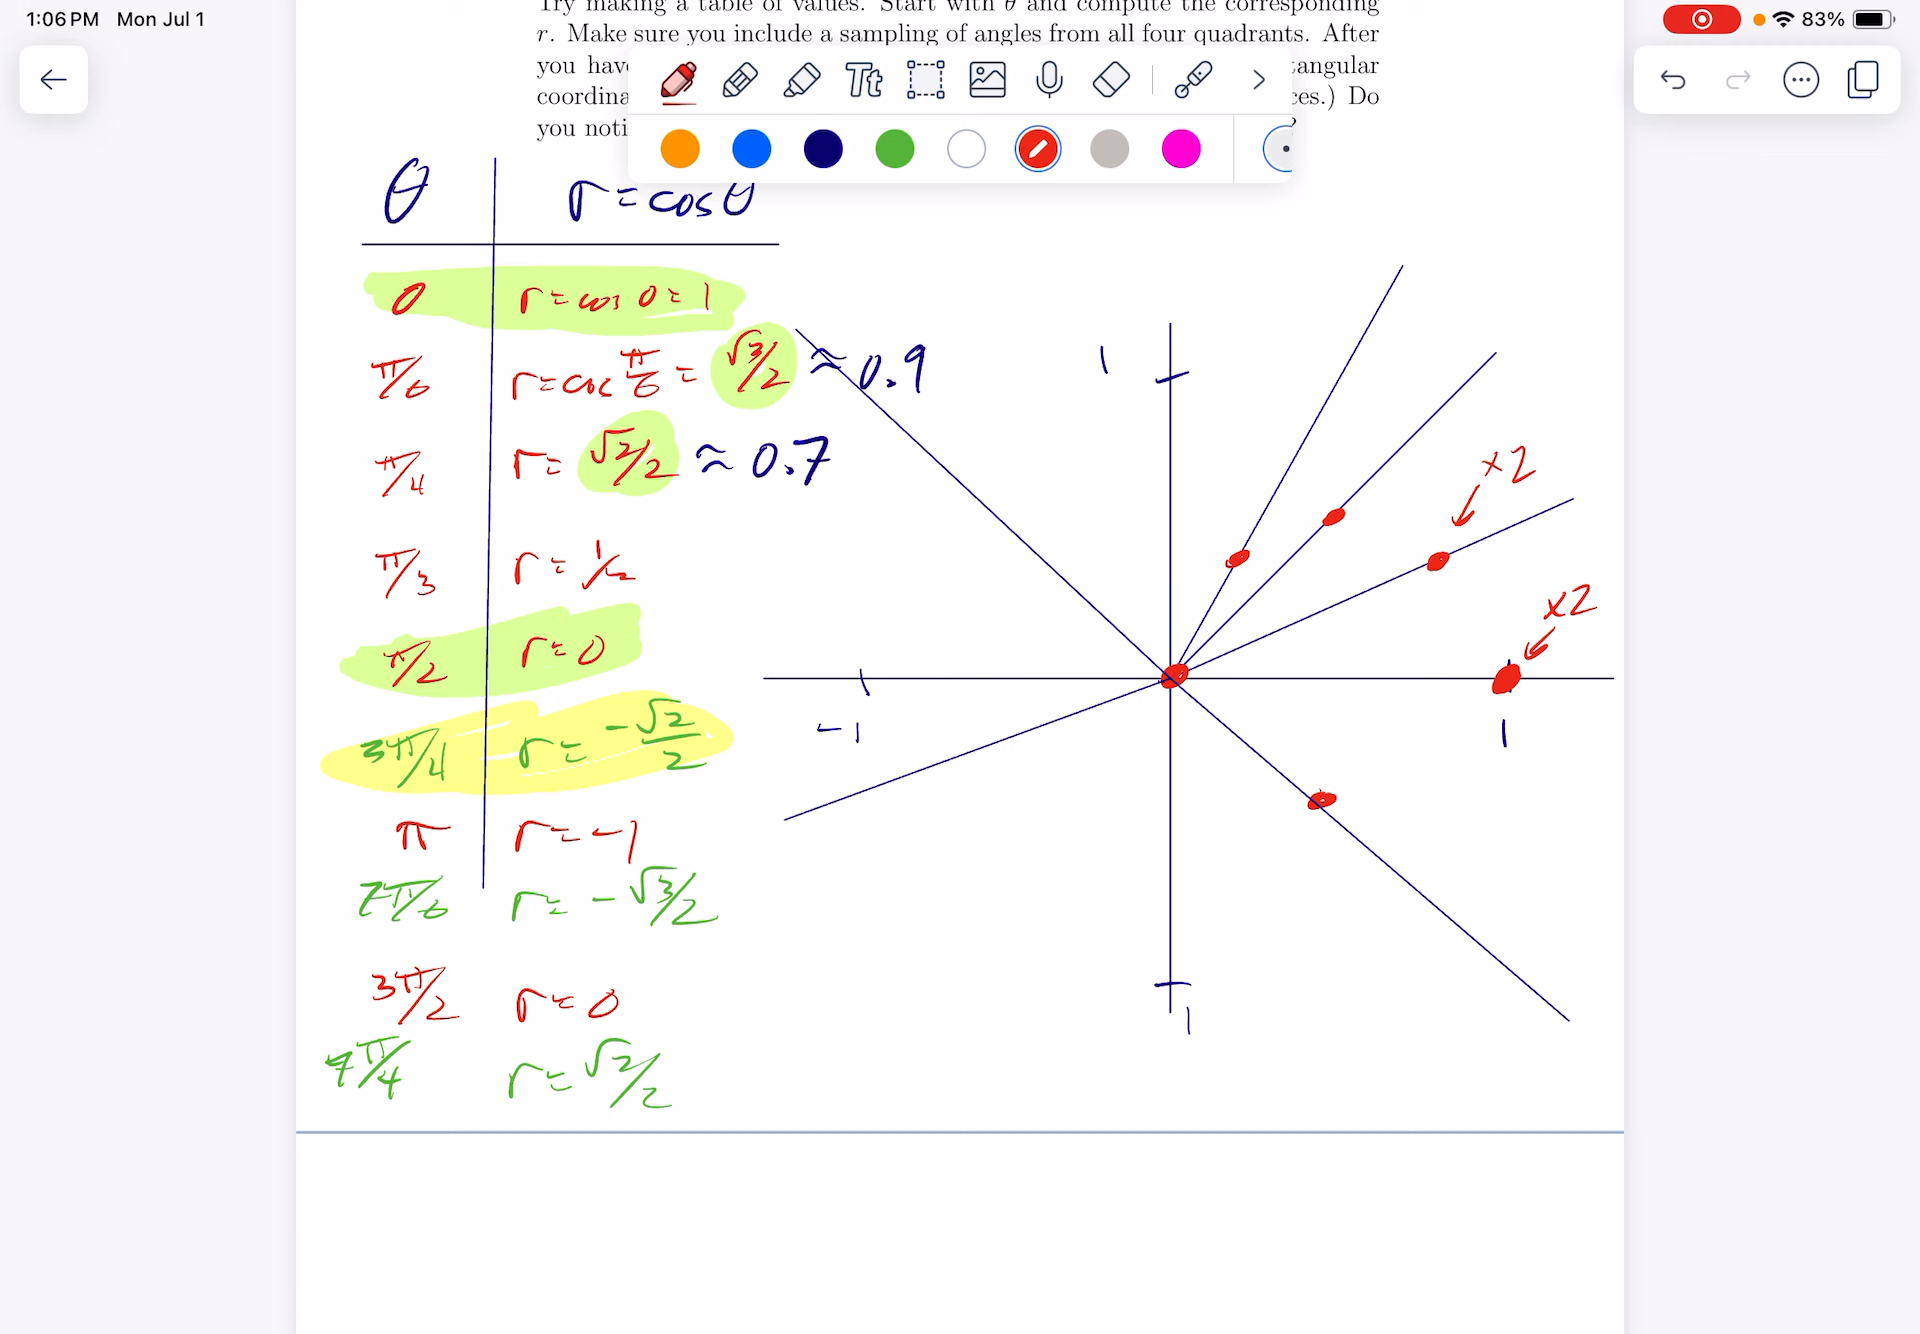 1:06 PM Mon Jul 1
83%
Try making a table of values. Start with θ and compute the corresponding
r. Make sure you include a sampling of angles from all four quadrants. After
you have
coordina
you noti
tangular
ces.) Do
?
Tt
θ r = cos θ
0 r = cos 0 = 1
π/6 r = cos π/6 = √3/2 ≈ 0.9
π/4 r = √2/2 ≈ 0.7
π/3 r = 1/2
π/2 r = 0
3π/4 r = -√2/2
π r = -1
7π/6 r = -√3/2
3π/2 r = 0
7π/4 r = √2/2
1
×2
×2
-1
1
1